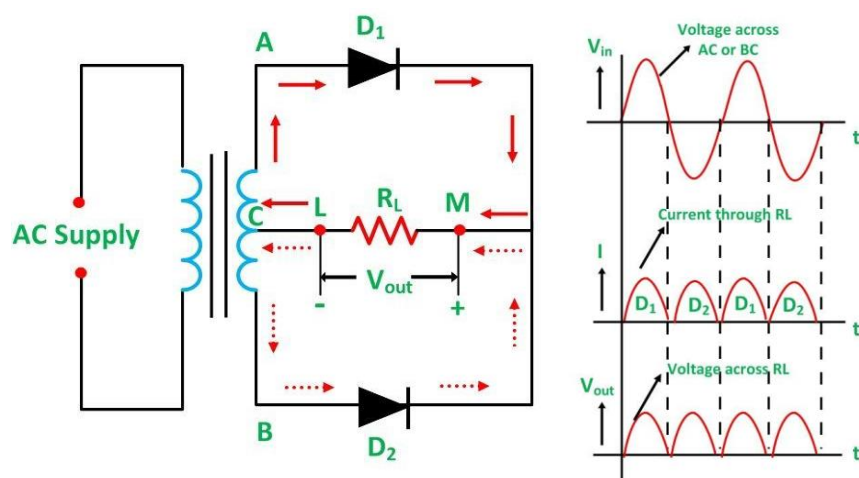 A
D1
AC Supply
C
L
RL
M
Vout
-
+
B
D2
Vin
Voltage across
AC or BC
t
Current through RL
I
D1
D2
D1
D2
t
Vout
Voltage across RL
t